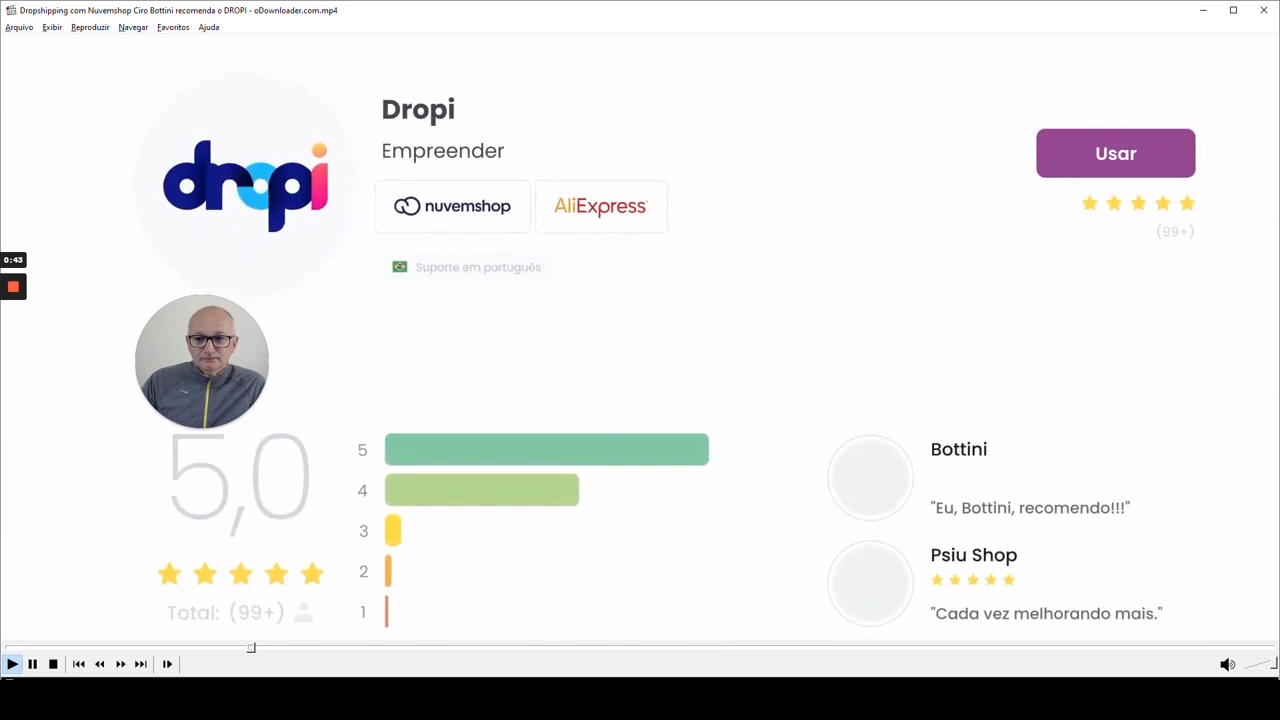 Dropshipping com Nuvemshop Ciro Bottini recomenda o DROPI - oDownloader.com.mp4
Arquivo Exibir Reproduzir Navegar Favoritos Ajuda
dropi
Dropi
Empreender
nuvemshop AliExpress
Suporte em português
Usar
(99+)
0:43
5,0
Total: (99+)
5
4
3
2
1
Bottini
"Eu, Bottini, recomendo!!!"
Psiu Shop
"Cada vez melhorando mais."